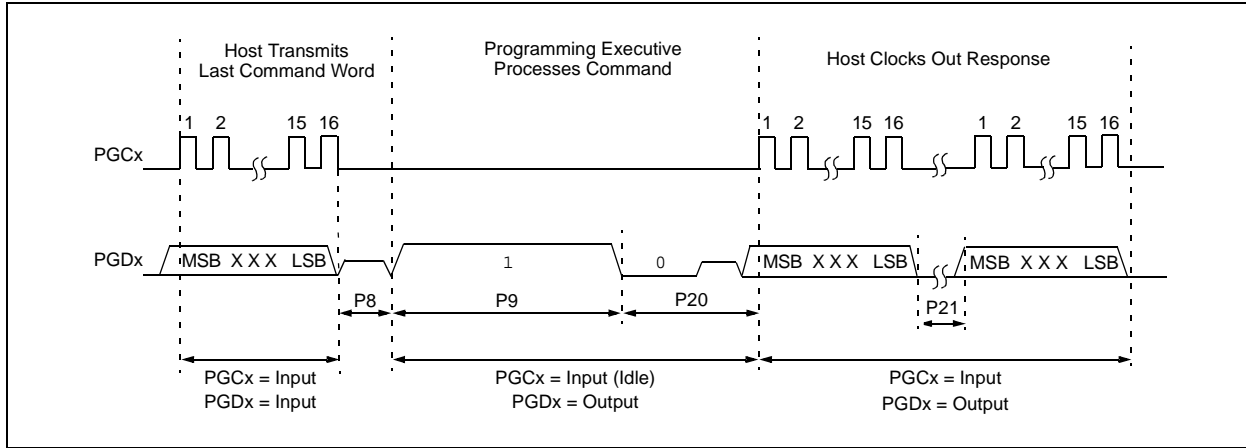 Host Transmits
Last Command Word
Programming Executive
Processes Command
Host Clocks Out Response
1 2 15 16 1 2 15 16 1 2 15 16
PGCx
PGDx MSB X X X LSB 1 0 MSB X X X LSB MSB X X X LSB
P8 P9 P20 P21
PGCx = Input
PGDx = Input
PGCx = Input (Idle)
PGDx = Output
PGCx = Input
PGDx = Output